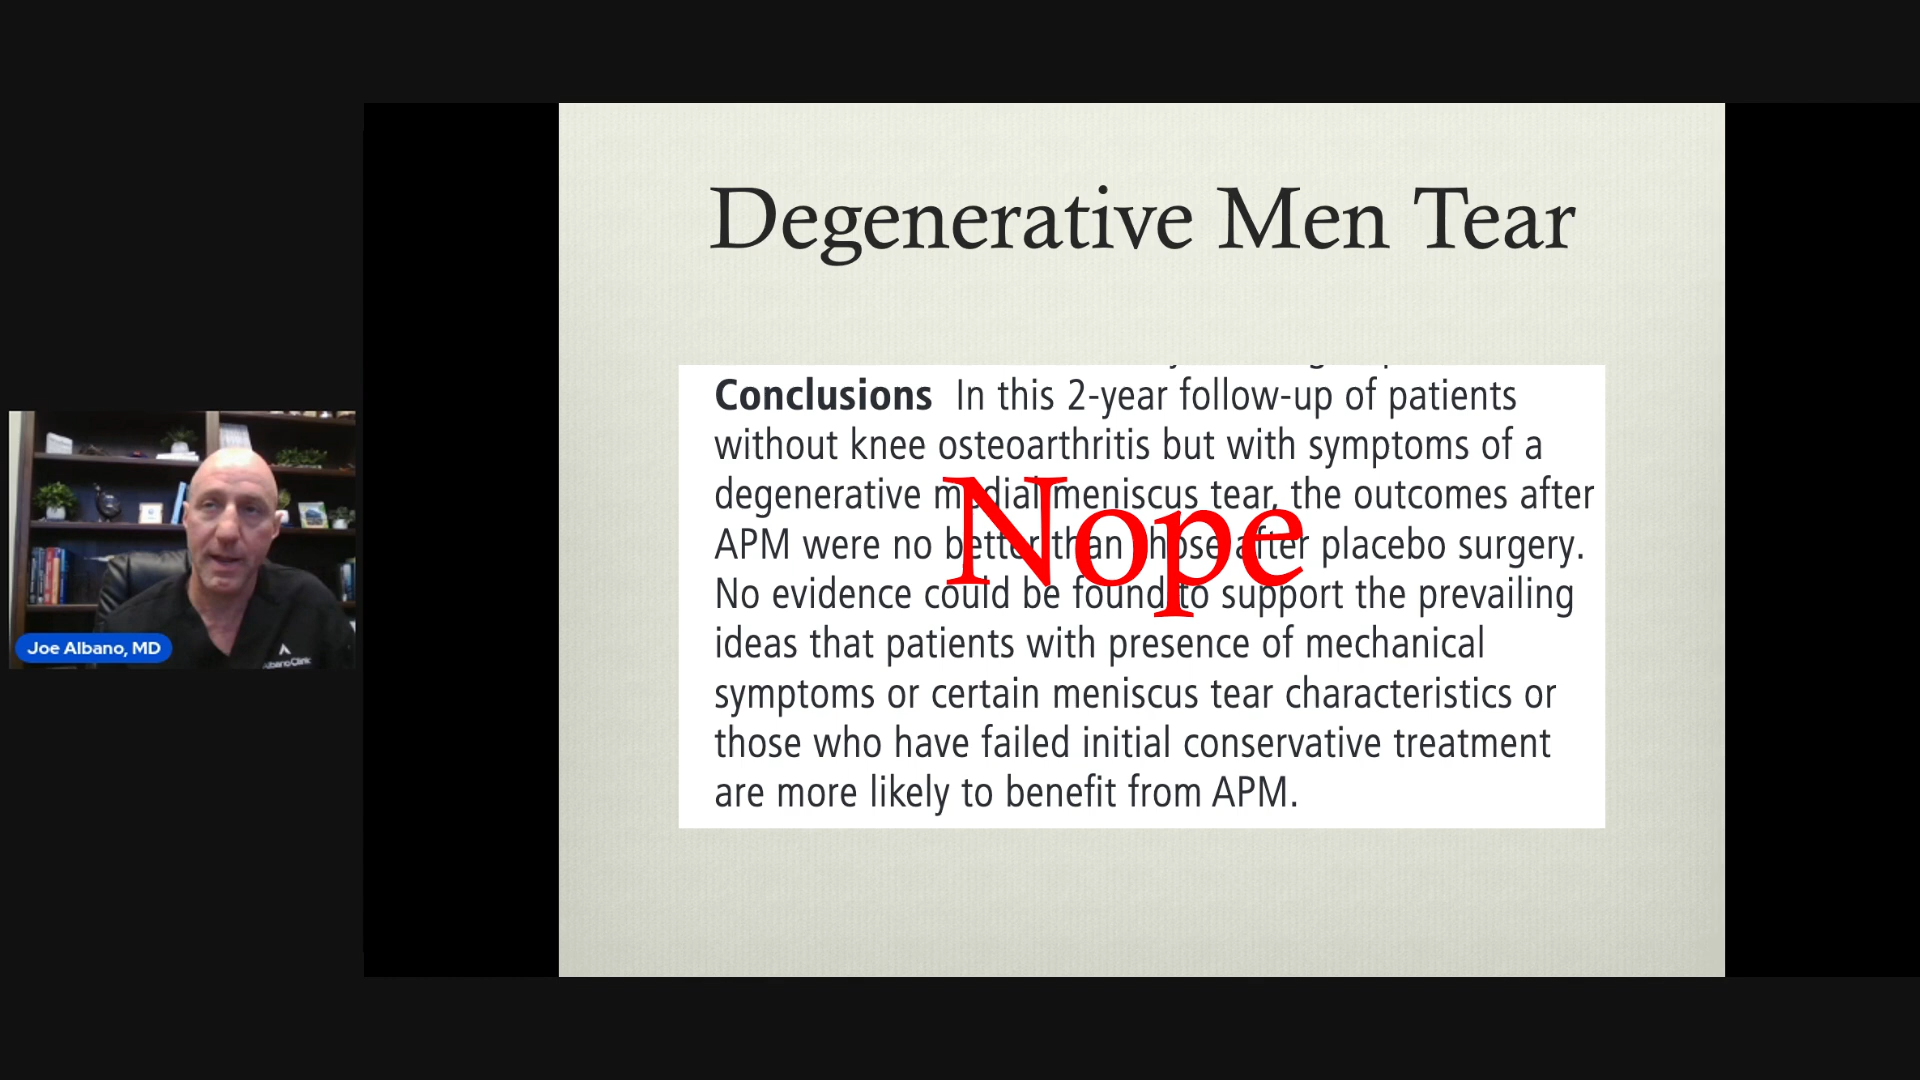 Degenerative Men Tear
Conclusions In this 2-year follow-up of patients
without knee osteoarthritis but with symptoms of a
degenerative medial meniscus tear, the outcomes after
APM were no better than those after placebo surgery.
No evidence could be found to support the prevailing
ideas that patients with presence of mechanical
symptoms or certain meniscus tear characteristics or
those who have failed initial conservative treatment
are more likely to benefit from APM.
Nope
Joe Albano, MD
Albano Clinic